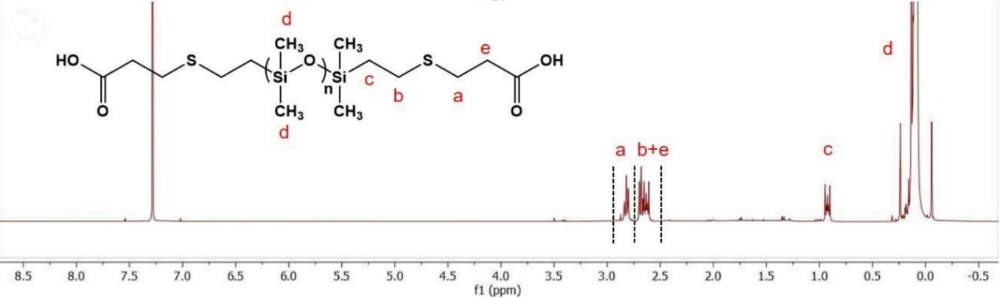 d
CH3 CH3 e
HO S O S OH
Si n Si c
b a
O CH3 CH3 O
d
d
a b+e c
8.5 8.0 7.5 7.0 6.5 6.0 5.5 5.0 4.5 4.0 3.5 3.0 2.5 2.0 1.5 1.0 0.5 0.0 -0.5
f1 (ppm)